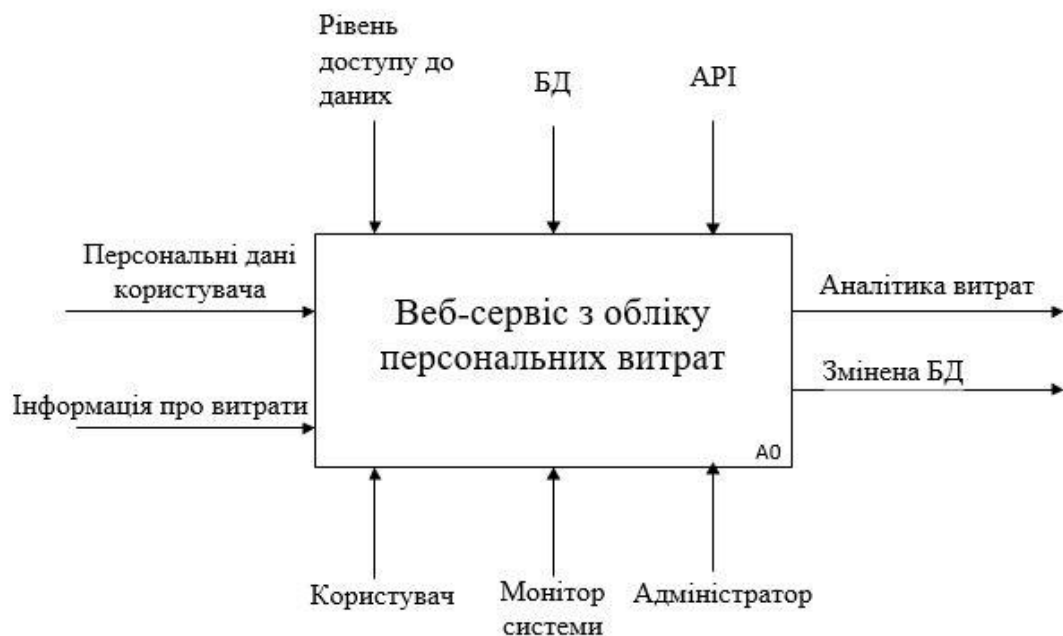 Рівень
доступу до
даних
БД
API
Персональні дані
користувача
Інформація про витрати
Веб-сервіс з обліку
персональних витрат
A0
Аналітика витрат
Змінена БД
Користувач
Монітор
системи
Адміністратор